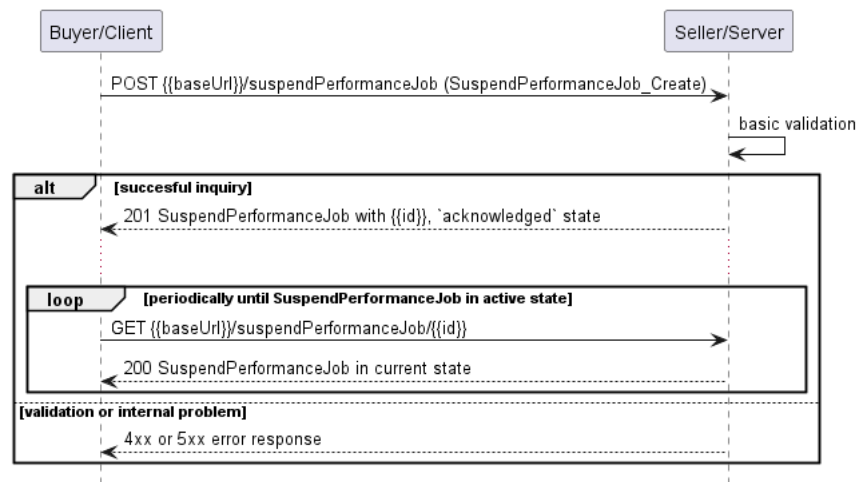 Buyer/Client
Seller/Server
POST {{baseUrl}}/suspendPerformanceJob (SuspendPerformanceJob_Create)
basic validation
alt
[succesful inquiry]
201 SuspendPerformanceJob with {{id}}, `acknowledged` state
loop
[periodically until SuspendPerformanceJob in active state]
GET {{baseUrl}}/suspendPerformanceJob/{{id}}
200 SuspendPerformanceJob in current state
[validation or internal problem]
4xx or 5xx error response